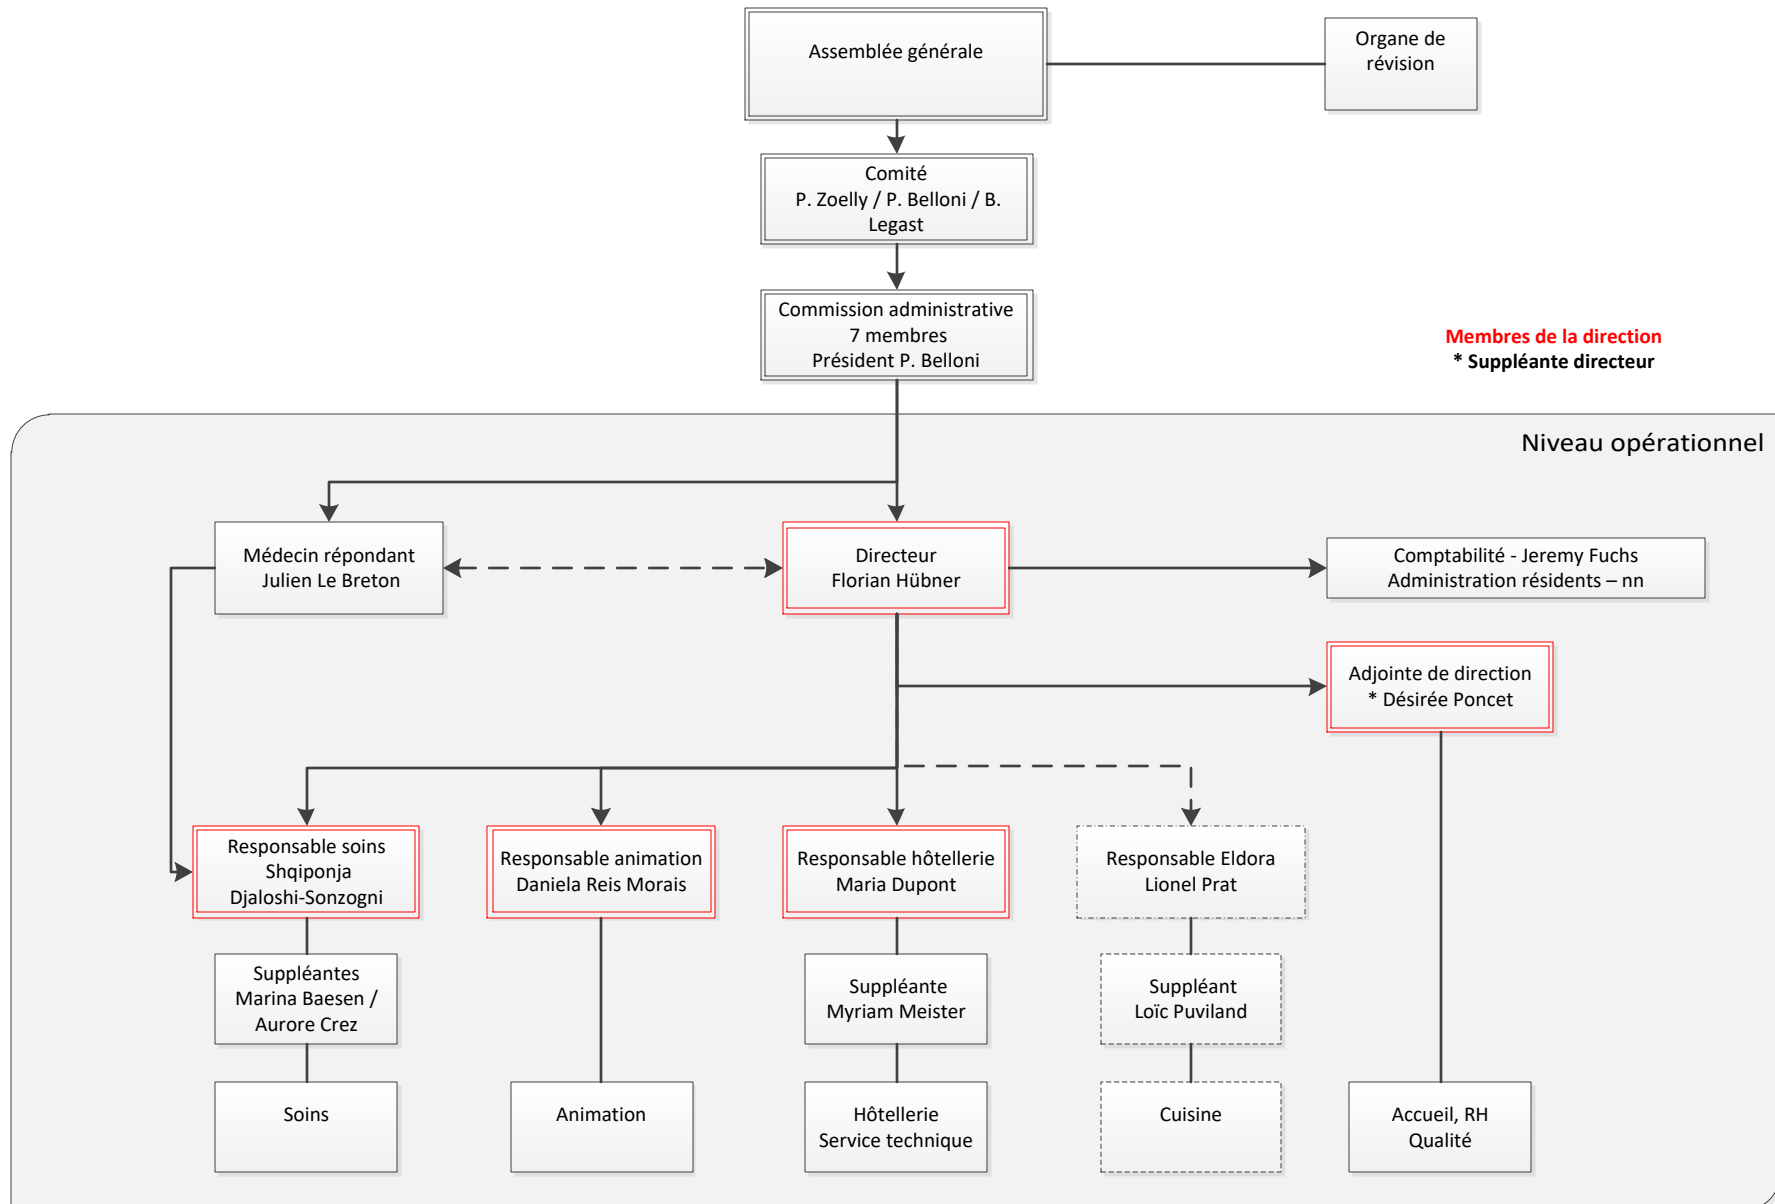 Assemblée générale
Organe de
révision
Comité
P. Zoelly / P. Belloni / B.
Legast
Commission administrative
7 membres
Président P. Belloni
Membres de la direction
* Suppléante directeur
Niveau opérationnel
Médecin répondant
Julien Le Breton
Directeur
Florian Hübner
Comptabilité - Jeremy Fuchs
Administration résidents – nn
Adjointe de direction
* Désirée Poncet
Responsable soins
Shqiponja
Djaloshi-Sonzogni
Responsable animation
Daniela Reis Morais
Responsable hôtellerie
Maria Dupont
Responsable Eldora
Lionel Prat
Suppléantes
Marina Baesen /
Aurore Crez
Suppléante
Myriam Meister
Suppléant
Loïc Puviland
Soins
Animation
Hôtellerie
Service technique
Cuisine
Accueil, RH
Qualité